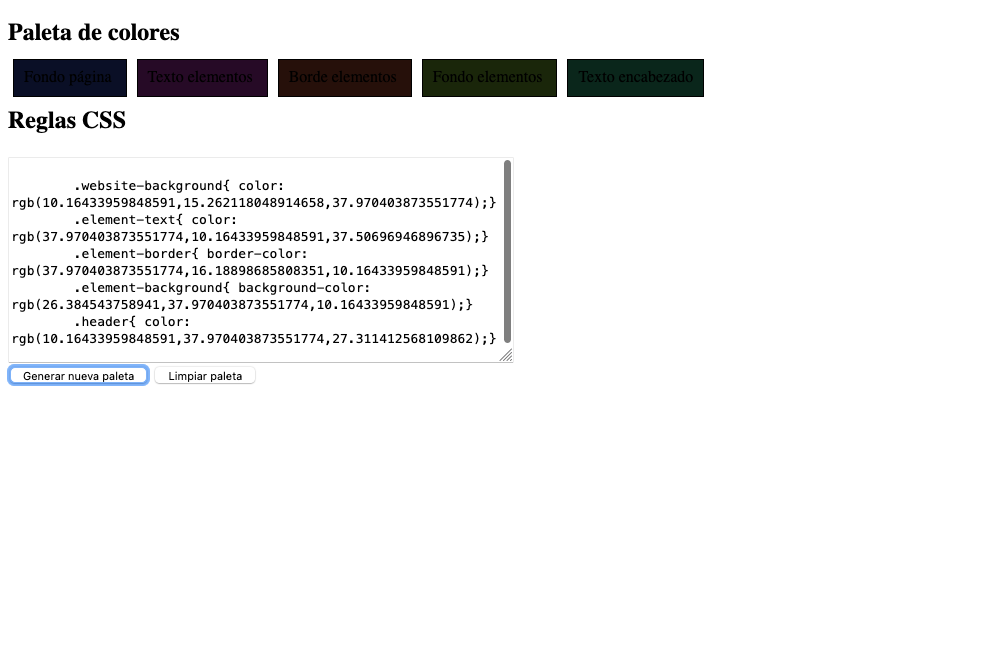 Paleta de colores
Fondo página Texto elementos Borde elementos Fondo elementos Texto encabezado
Reglas CSS
.website-background{ color:
rgb(10.16433959848591,15.262118048914658,37.970403873551774);}
.element-text{ color:
rgb(37.970403873551774,10.16433959848591,37.50696946896735);}
.element-border{ border-color:
rgb(37.970403873551774,16.18898685808351,10.16433959848591);}
.element-background{ background-color:
rgb(26.384543758941,37.970403873551774,10.16433959848591);}
.header{ color:
rgb(10.16433959848591,37.970403873551774,27.311412568109862);}
Generar nueva paleta Limpiar paleta